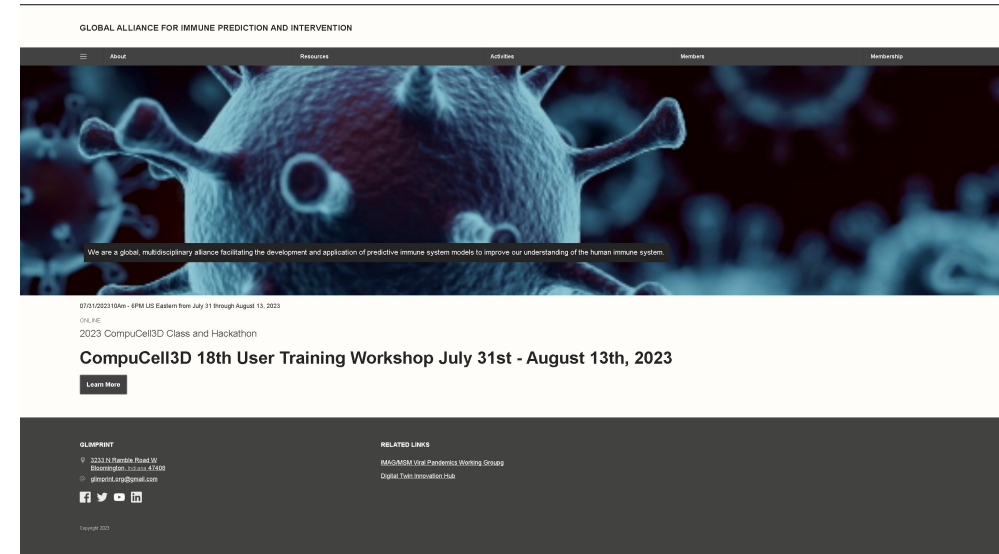 GLOBAL ALLIANCE FOR IMMUNE PREDICTION AND INTERVENTION
About
Resources
Activities
Members
Membership
We are a global, multidisciplinary alliance facilitating the development and application of predictive immune system models to improve our understanding of the human immune system.
07/31/202310Am - 6PM US Eastern from July 31 through August 13, 2023
ONLINE
2023 CompuCell3D Class and Hackathon
CompuCell3D 18th User Training Workshop July 31st - August 13th, 2023
Learn More
GLIMPRINT
3233 N Ramble Road W
Bloomington, Indiana 47408
glimprint.org@gmail.com
RELATED LINKS
IMAG/MSM Viral Pandemics Working Groupg
Digital Twin Innovation Hub
Copyright 2023